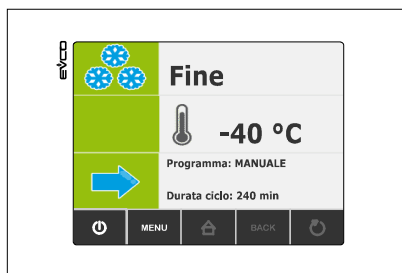 EVCO
Fine
-40 °C
Programma: MANUALE
Durata ciclo: 240 min
MENU
BACK